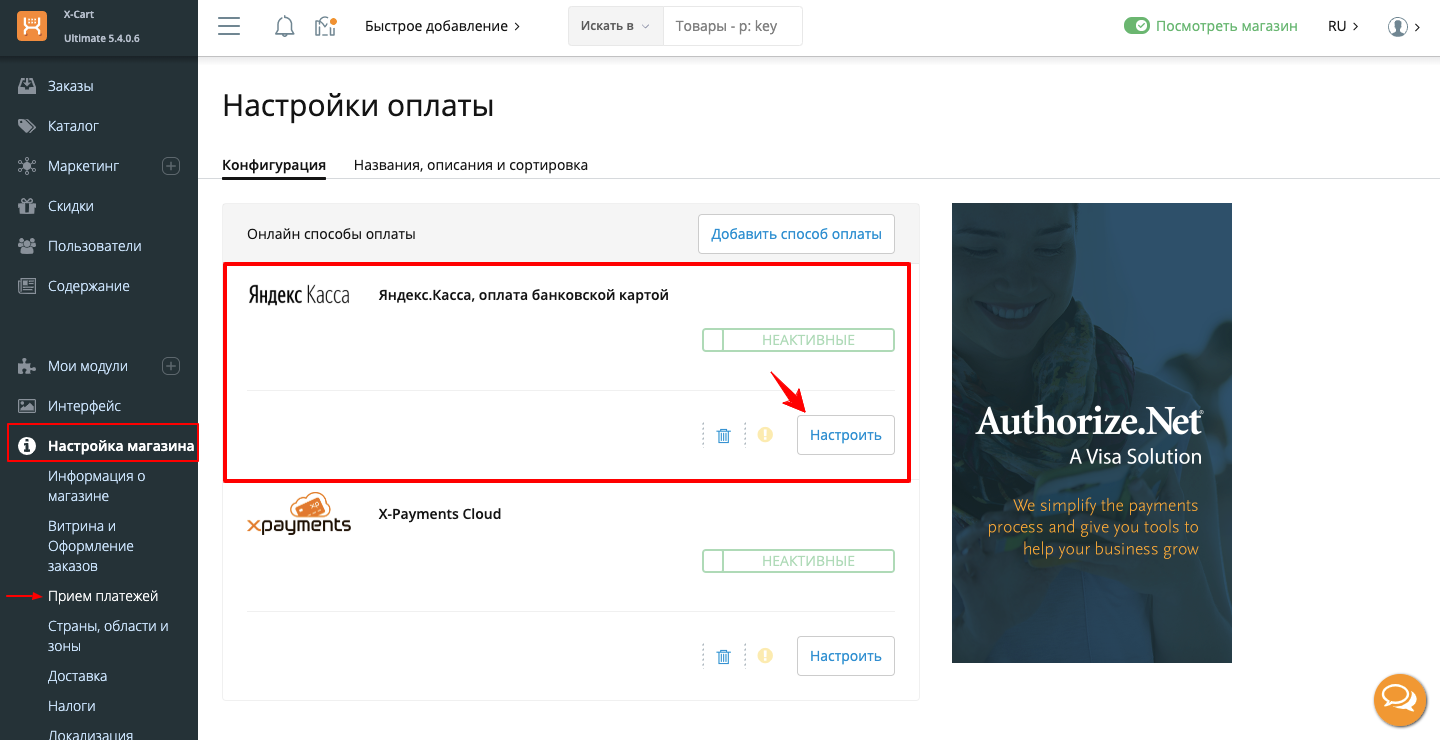 X-Cart
Ultimate 5.4.0.6
Быстрое добавление
Искать в
Товары - p: key
Посмотреть магазин
RU
Заказы
Каталог
Маркетинг
Скидки
Пользователи
Содержание
Мои модули
Интерфейс
Настройка магазина
Информация о
магазине
Витрина и
Оформление
заказов
Прием платежей
Страны, области и
зоны
Доставка
Налоги
Локализация
Настройки оплаты
Конфигурация
Названия, описания и сортировка
Онлайн способы оплаты
Добавить способ оплаты
Яндекс Касса
Яндекс.Касса, оплата банковской картой
НЕАКТИВНЫЕ
Настроить
xpayments
X-Payments Cloud
НЕАКТИВНЫЕ
Настроить
Authorize.Net
A Visa Solution
We simplify the payments
process and give you tools to
help your business grow